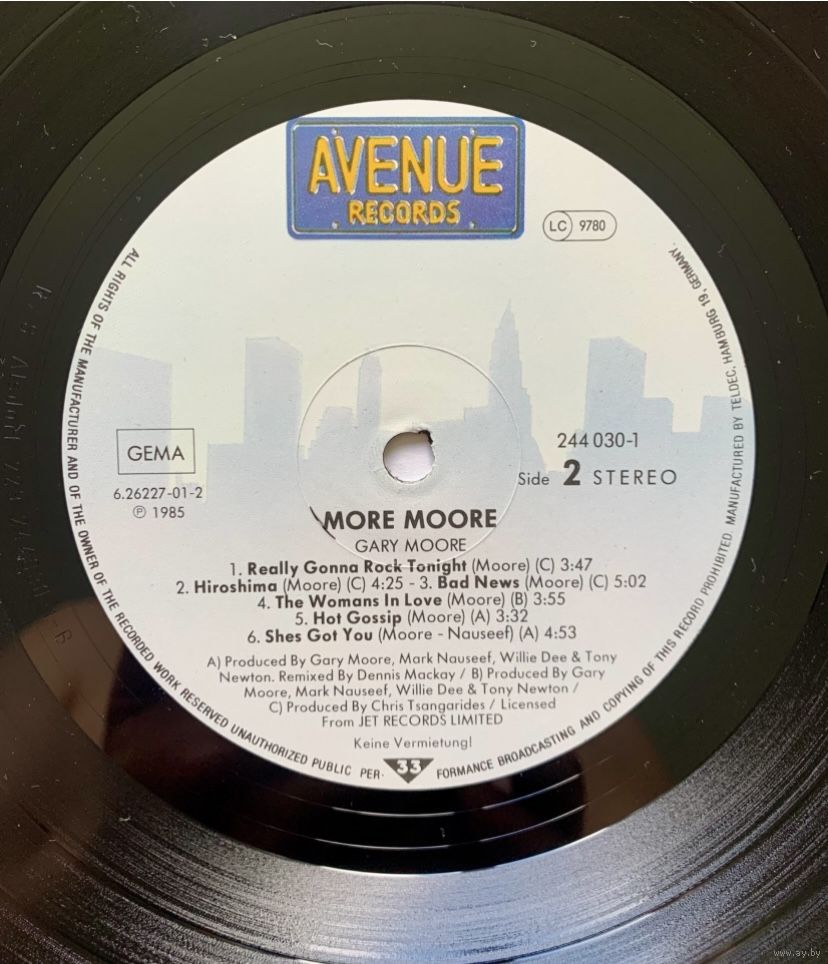 AVENUE
RECORDS
LC 9780
ALL RIGHTS OF THE MANUFACTURER AND OF THE OWNER OF THE RECORDED WORK RESERVED UNAUTHORIZED PUBLIC PER-
FORMANCE BROADCASTING AND COPYING OF THIS RECORD PROHIBITED MANUFACTURED BY TELDEC, HAMBURG 19, GERMANY.
GEMA
6.26227-01-2
Ⓟ 1985
244 030-1
Side 2 STEREO
MORE MOORE
GARY MOORE
1. Really Gonna Rock Tonight (Moore) (C) 3:47
2. Hiroshima (Moore) (C) 4:25 - 3. Bad News (Moore) (C) 5:02
4. The Womans In Love (Moore) (B) 3:55
5. Hot Gossip (Moore) (A) 3:32
6. Shes Got You (Moore - Nauseef) (A) 4:53
A) Produced By Gary Moore, Mark Nauseef, Willie Dee & Tony
Newton. Remixed By Dennis Mackay / B) Produced By Gary
Moore, Mark Nauseef, Willie Dee & Tony Newton /
C) Produced By Chris Tsangarides / Licensed
From JET RECORDS LIMITED
Keine Vermietung!
33
www.ay.by